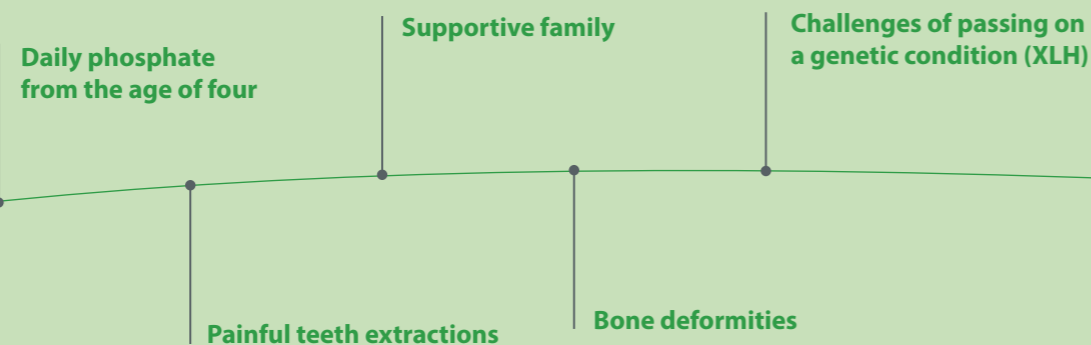 Daily phosphate
from the age of four
Painful teeth extractions
Supportive family
Bone deformities
Challenges of passing on
a genetic condition (XLH)